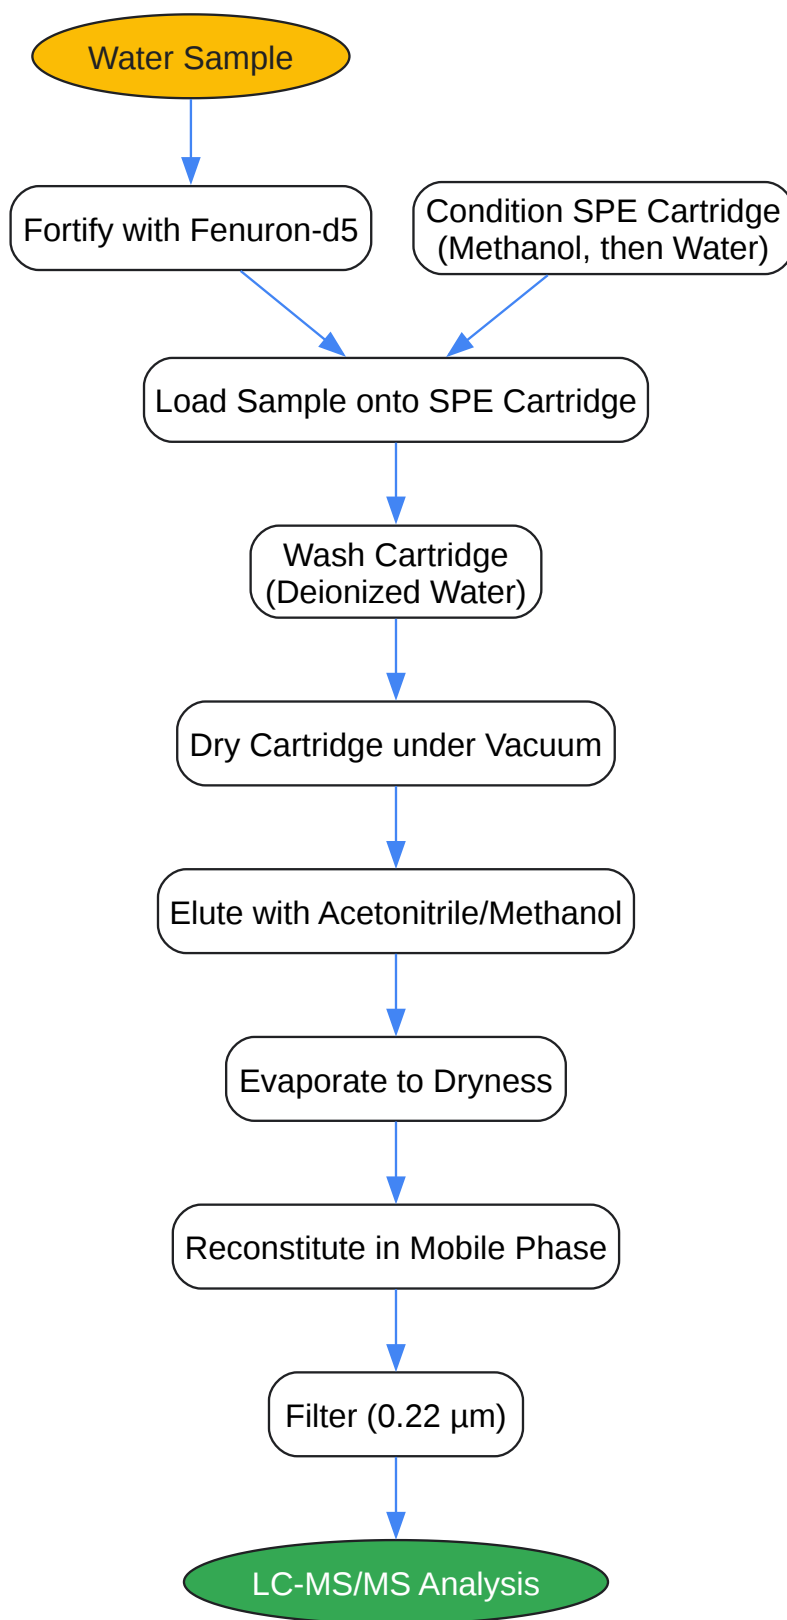 Water Sample
Fortify with Fenuron-d5
Condition SPE Cartridge
(Methanol, then Water)
Load Sample onto SPE Cartridge
Wash Cartridge
(Deionized Water)
Dry Cartridge under Vacuum
Elute with Acetonitrile/Methanol
Evaporate to Dryness
Reconstitute in Mobile Phase
Filter (0.22 µm)
LC-MS/MS Analysis